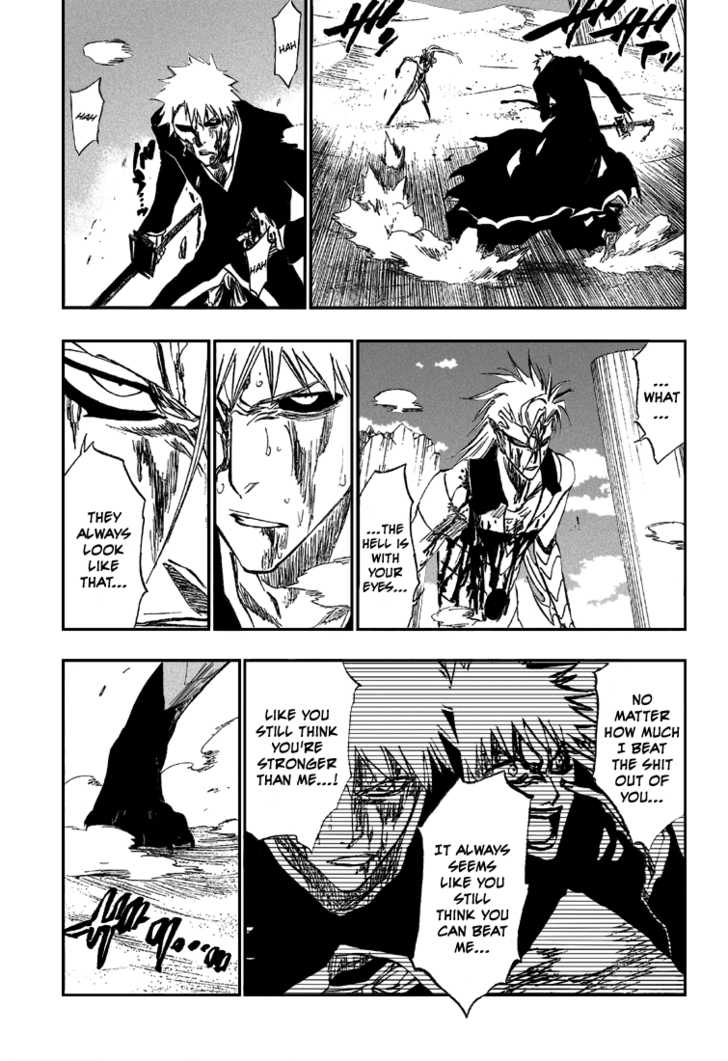 HAH
HAH
HAH
...
WHAT
...
...THE
HELL IS
WITH
YOUR
EYES...
THEY
ALWAYS
LOOK
LIKE
THAT...
NO
MATTER
HOW MUCH
I BEAT
THE SHIT
OUT OF
YOU...
IT ALWAYS
SEEMS
LIKE YOU
STILL
THINK YOU
CAN BEAT
ME...
LIKE YOU
STILL THINK
YOU'RE
STRONGER
THAN ME...!